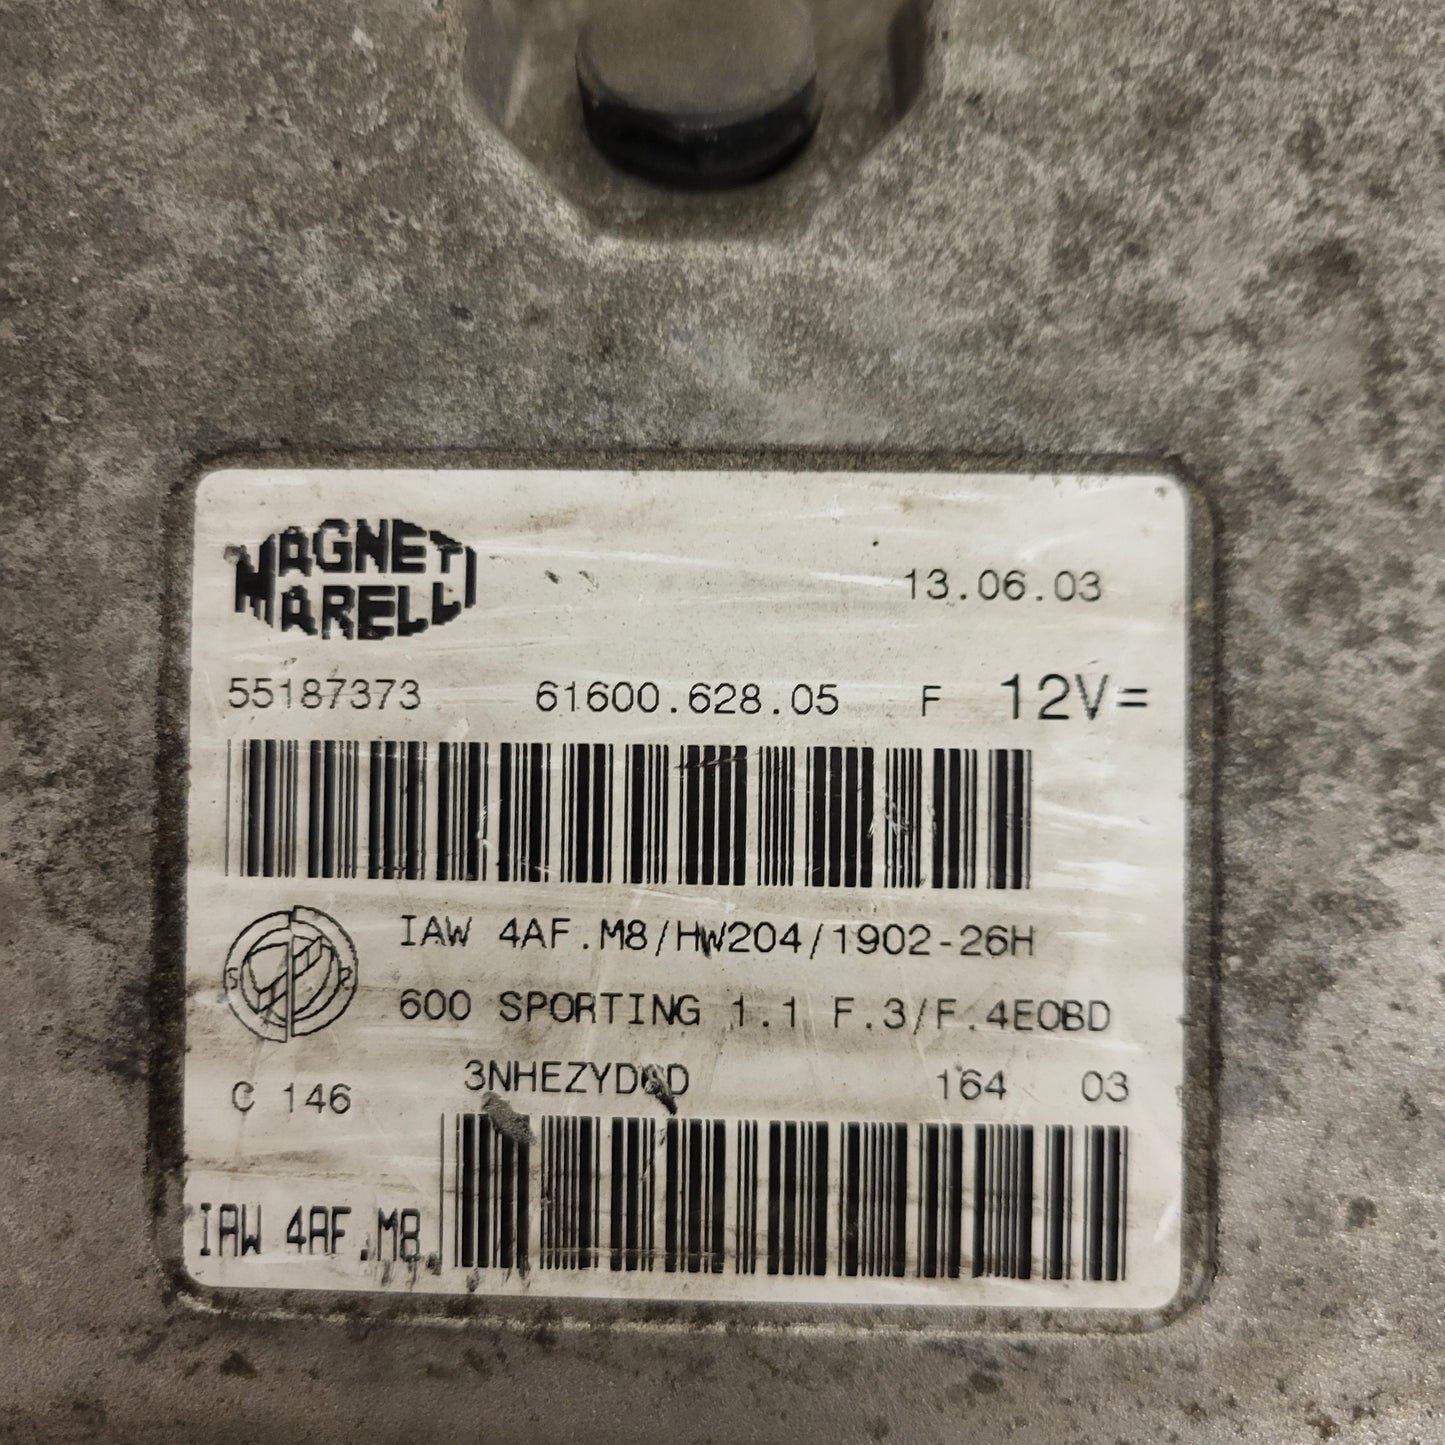 MAGNETI
MARELLI
13.06.03
55187373 61600.628.05 F 12V=
IAW 4AF.M8/HW204/1902-26H
600 SPORTING 1.1 F.3/F.4EOBD
C 146 164 03
IAW 4AF.M8.